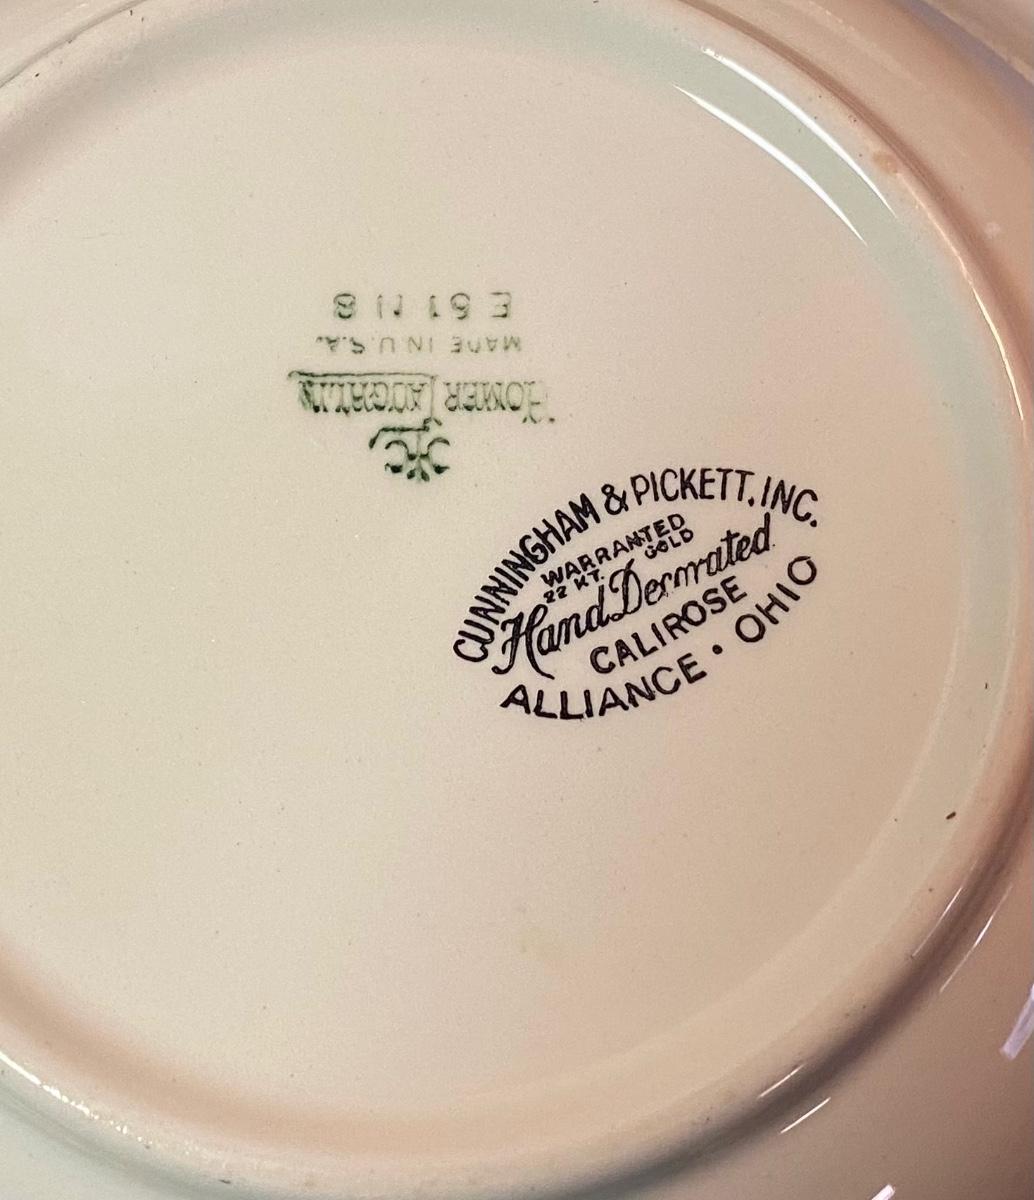 HOMER LAUGHLIN
MADE IN U.S.A.
E 51 N 8
CUNNINGHAM & PICKETT, INC.
WARRANTED
22 KT. GOLD
Hand Decorated
CALIROSE
ALLIANCE • OHIO